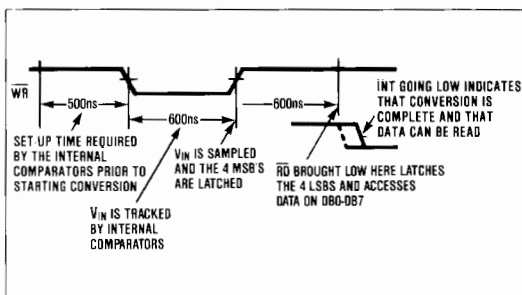 WR
500ns
600ns
600ns
INT GOING LOW INDICATES
THAT CONVERSION IS
COMPLETE AND THAT
DATA CAN BE READ
SET-UP TIME REQUIRED
BY THE INTERNAL
COMPARATORS PRIOR TO
STARTING CONVERSION
VIN IS SAMPLED
AND THE 4 MSB'S
ARE LATCHED
RD BROUGHT LOW HERE LATCHES
THE 4 LSBS AND ACCESSES
DATA ON DB0-DB7
VIN IS TRACKED
BY INTERNAL
COMPARATORS